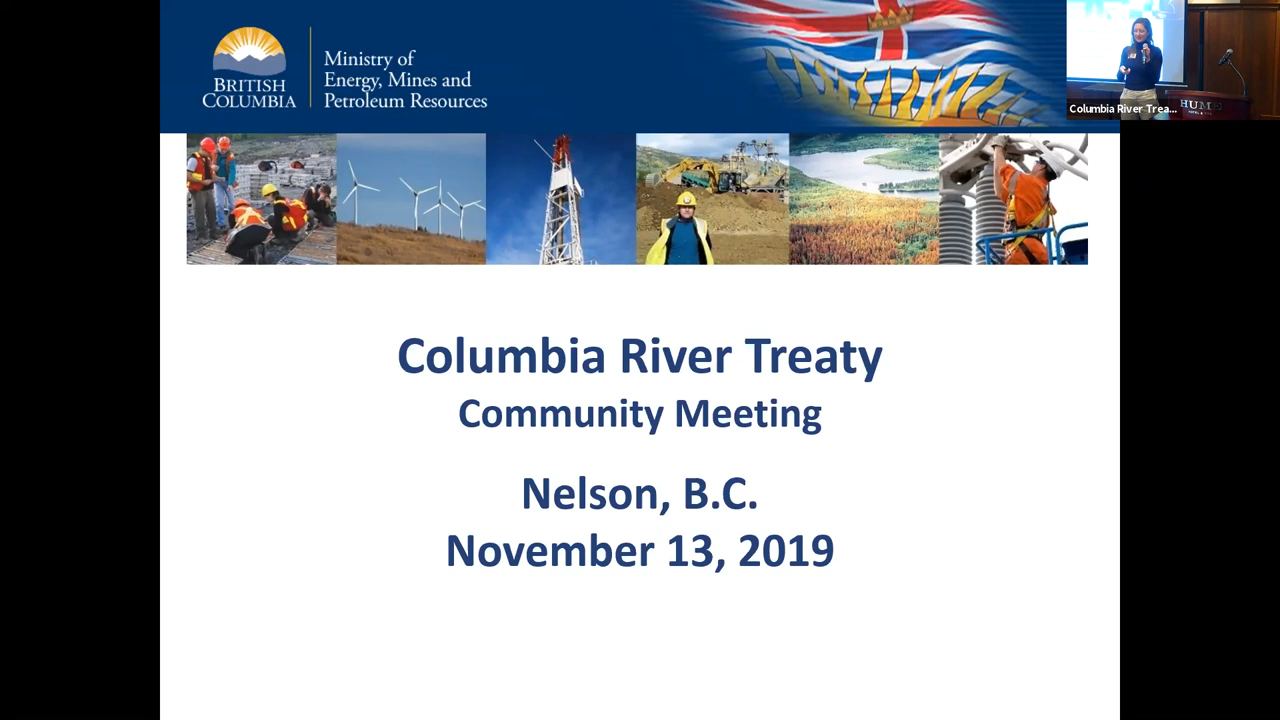 BRITISH
COLUMBIA
Ministry of
Energy, Mines and
Petroleum Resources
Columbia River Trea...
HUME
Columbia River Treaty
Community Meeting
Nelson, B.C.
November 13, 2019